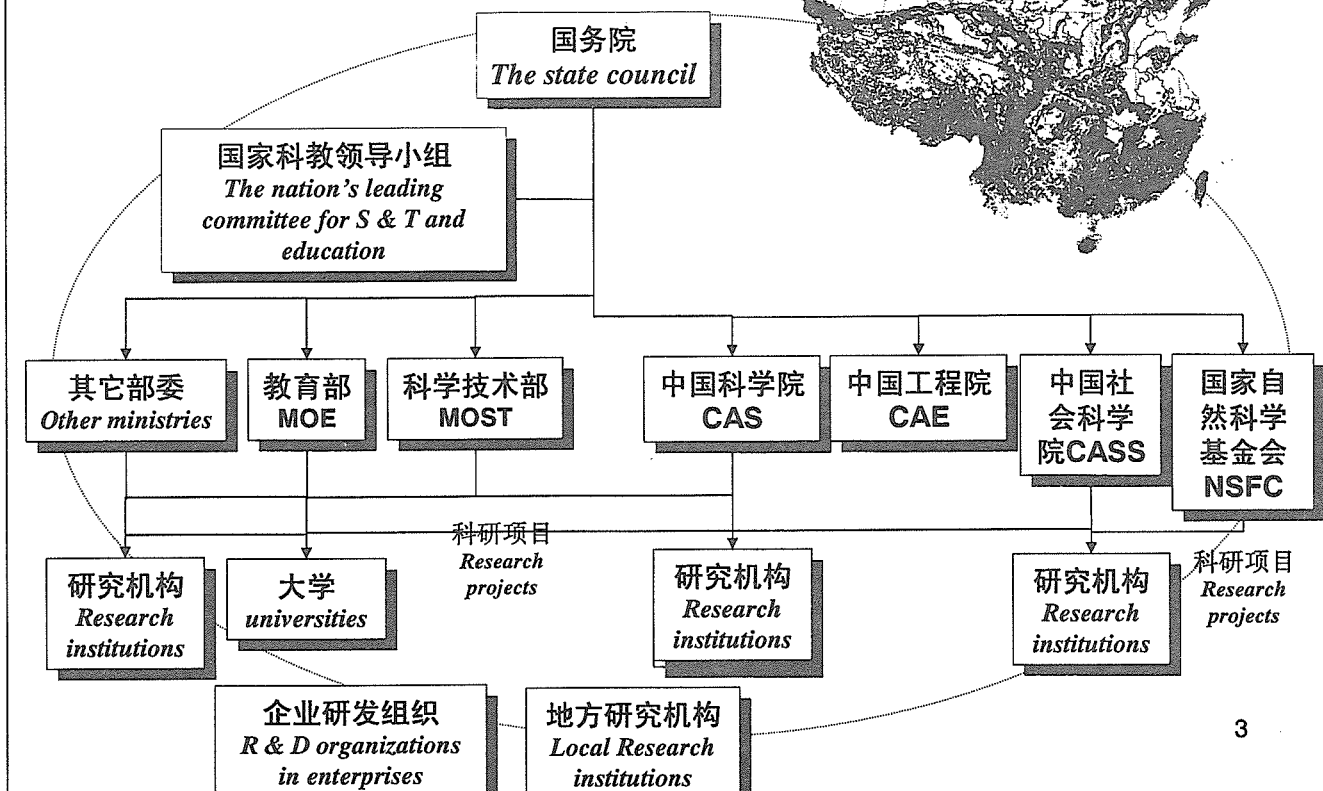 国务院
The state council
国家科教领导小组
The nation's leading
committee for S & T and
education
其它部委
Other ministries
教育部
MOE
科学技术部
MOST
中国科学院
CAS
中国工程院
CAE
中国社
会科学
院CASS
国家自
然科学
基金会
NSFC
科研项目
Research
projects
科研项目
Research
projects
研究机构
Research
institutions
大学
universities
研究机构
Research
institutions
研究机构
Research
institutions
企业研发组织
R & D organizations
in enterprises
地方研究机构
Local Research
institutions
3